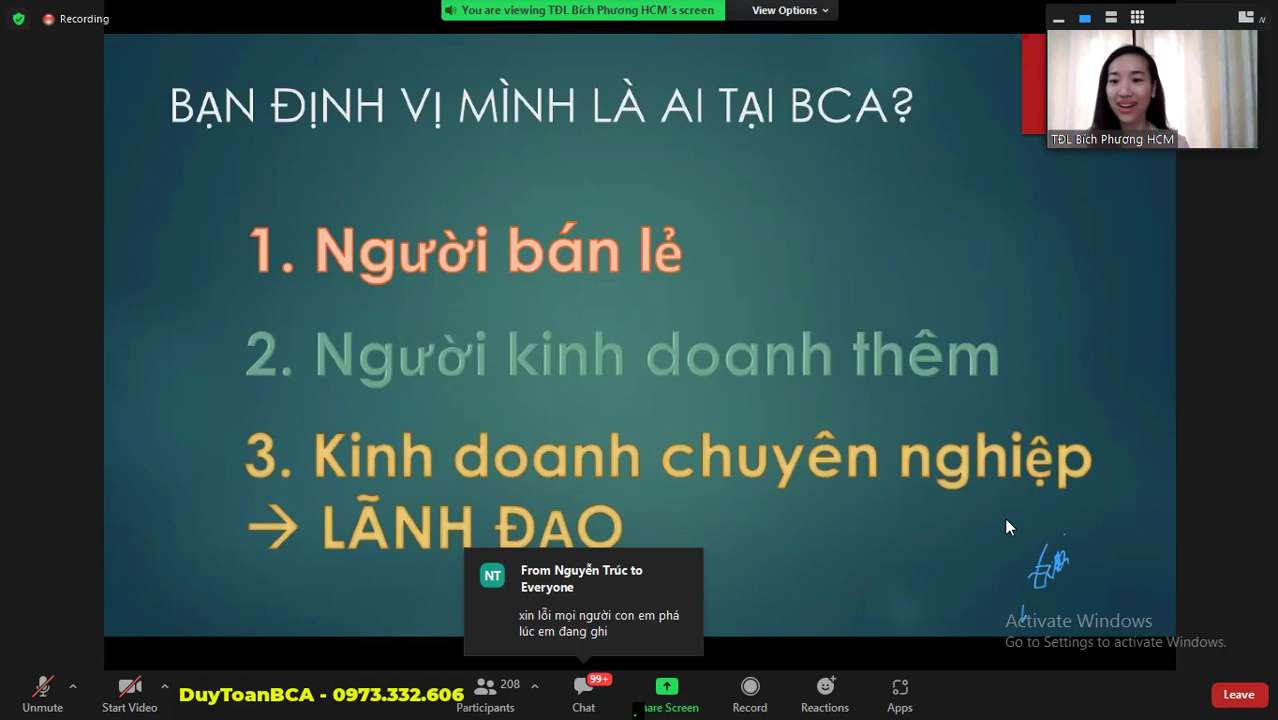 Recording
You are viewing TĐL Bích Phương HCM's screen
View Options
TĐL Bích Phương HCM
BẠN ĐỊNH VỊ MÌNH LÀ AI TẠI BCA?
1. Người bán lẻ
2. Người kinh doanh thêm
3. Kinh doanh chuyên nghiệp
→ LÃNH ĐẠO
NT
From Nguyễn Trúc to
Everyone
xin lỗi mọi người con em phá
lúc em đang ghi
Activate Windows
Go to Settings to activate Windows.
Unmute
Start Video
DuyToanBCA - 0973.332.606
208
Participants
99+
Chat
hare Screen
Record
Reactions
Apps
Leave